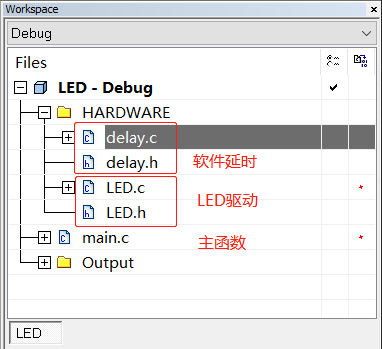 Workspace
Debug
Files
LED - Debug
HARDWARE
delay.c
delay.h
软件延时
LED.c
LED驱动
LED.h
main.c
主函数
Output
LED